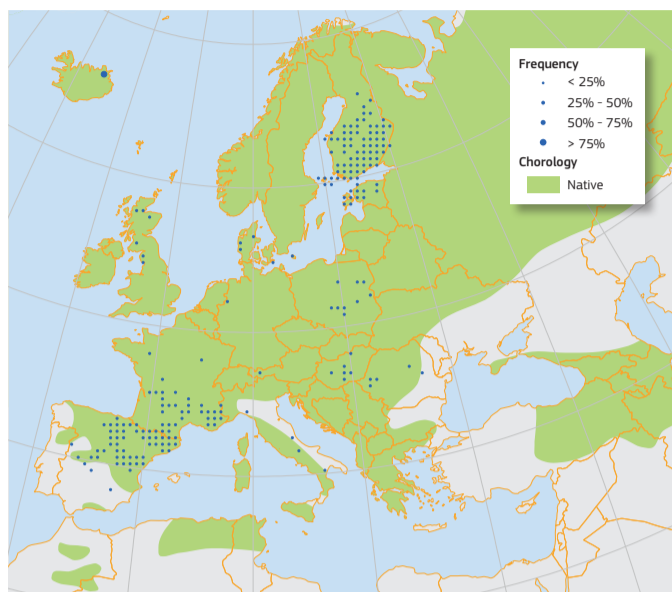 Frequency
< 25%
25% - 50%
50% - 75%
> 75%
Chorology
Native